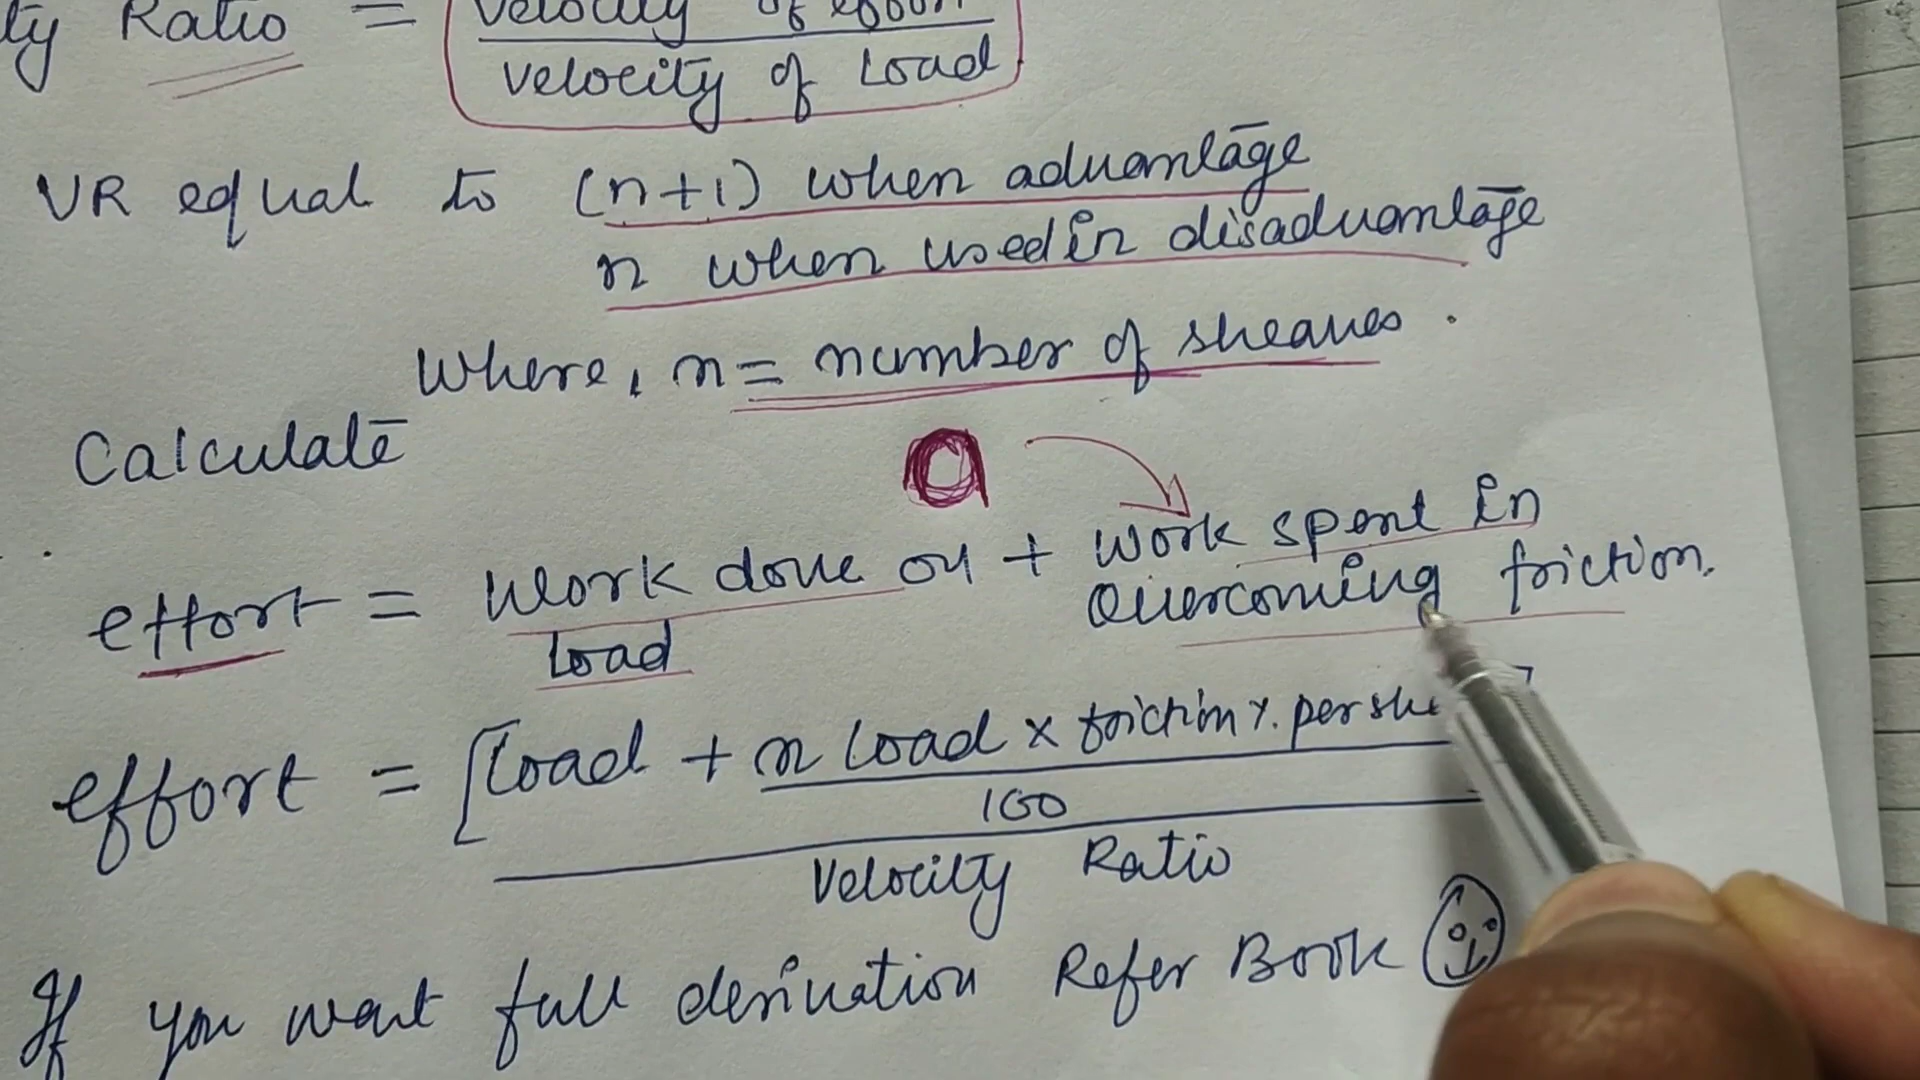 ty Ratio = Velocity of effort
Velocity of Load
VR equal to (n+1) when advantage
n when used in disadvantage
Where, n = number of sheaves.
Calculate
a
effort = Work done on + Work spent in
Load overcoming friction.
effort = [Load + n Load × friction %. per she
100
Velocity Ratio
If you want full derivation Refer Book